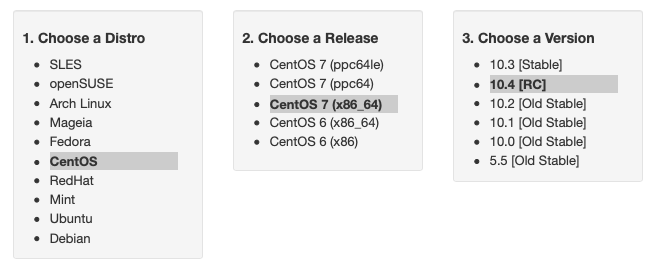 1. Choose a Distro
SLES
openSUSE
Arch Linux
Mageia
Fedora
CentOS
RedHat
Mint
Ubuntu
Debian
2. Choose a Release
CentOS 7 (ppc64le)
CentOS 7 (ppc64)
CentOS 7 (x86_64)
CentOS 6 (x86_64)
CentOS 6 (x86)
3. Choose a Version
10.3 [Stable]
10.4 [RC]
10.2 [Old Stable]
10.1 [Old Stable]
10.0 [Old Stable]
5.5 [Old Stable]